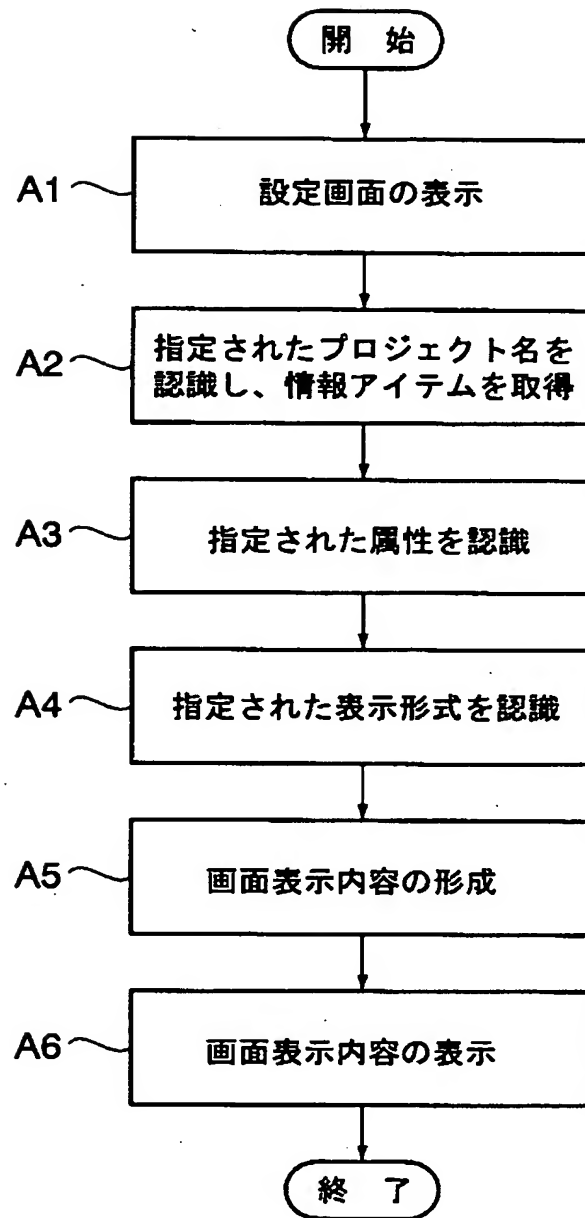 開 始
A1
設定画面の表示
A2
指定されたプロジェクト名を
認識し、情報アイテムを取得
A3
指定された属性を認識
A4
指定された表示形式を認識
A5
画面表示内容の形成
A6
画面表示内容の表示
終 了